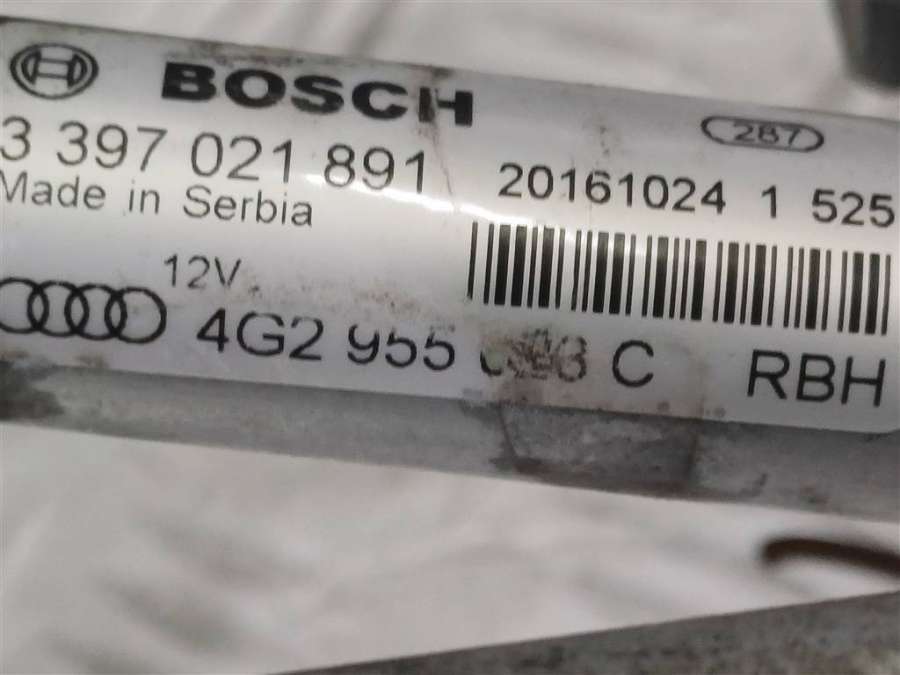 BOSCH
287
3 397 021 891
20161024 1 525
Made in Serbia
12V
4G2 955 C RBH